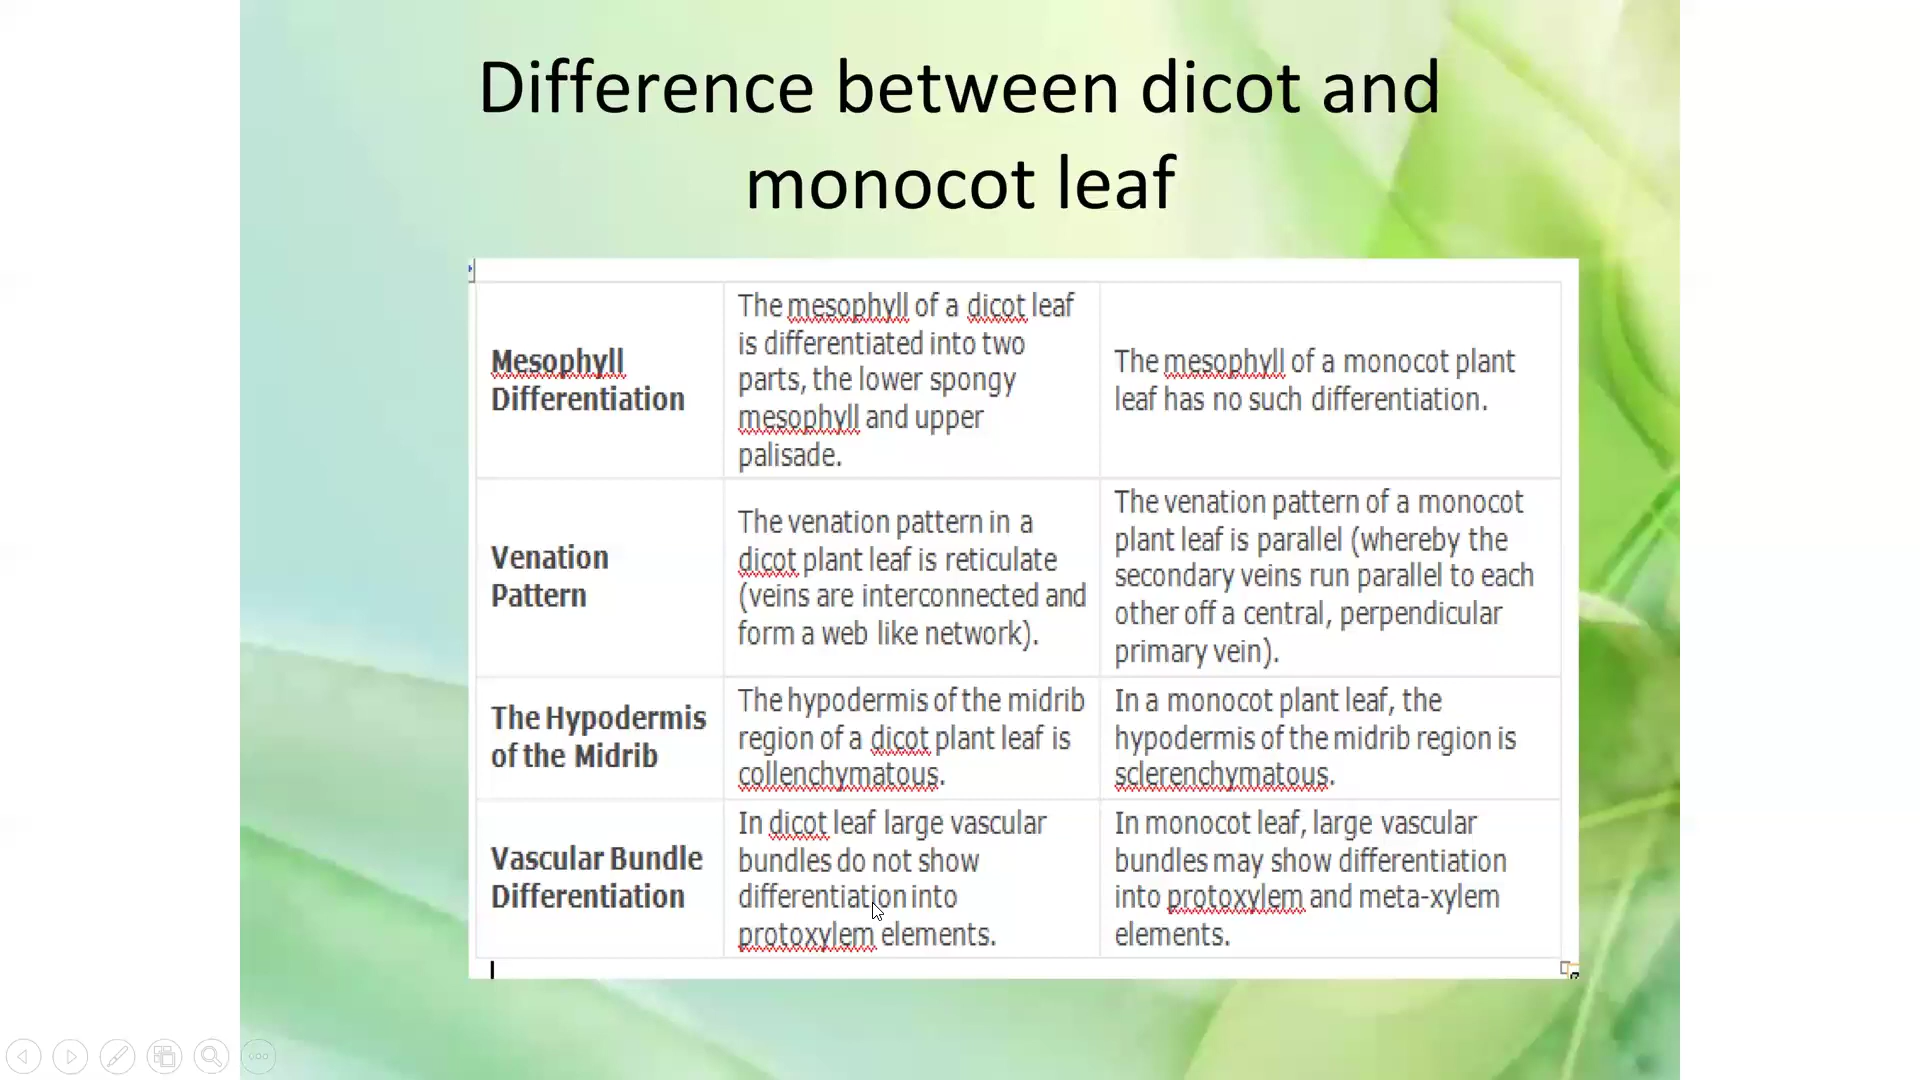 Difference between dicot and
monocot leaf
Mesophyll
Differentiation
The mesophyll of a dicot leaf
is differentiated into two
parts, the lower spongy
mesophyll and upper
palisade.
The mesophyll of a monocot plant
leaf has no such differentiation.
Venation
Pattern
The venation pattern in a
dicot plant leaf is reticulate
(veins are interconnected and
form a web like network).
The venation pattern of a monocot
plant leaf is parallel (whereby the
secondary veins run parallel to each
other off a central, perpendicular
primary vein).
The Hypodermis
of the Midrib
The hypodermis of the midrib
region of a dicot plant leaf is
collenchymatous.
In a monocot plant leaf, the
hypodermis of the midrib region is
sclerenchymatous.
Vascular Bundle
Differentiation
In dicot leaf large vascular
bundles do not show
differentiation into
protoxylem elements.
In monocot leaf, large vascular
bundles may show differentiation
into protoxylem and meta-xylem
elements.